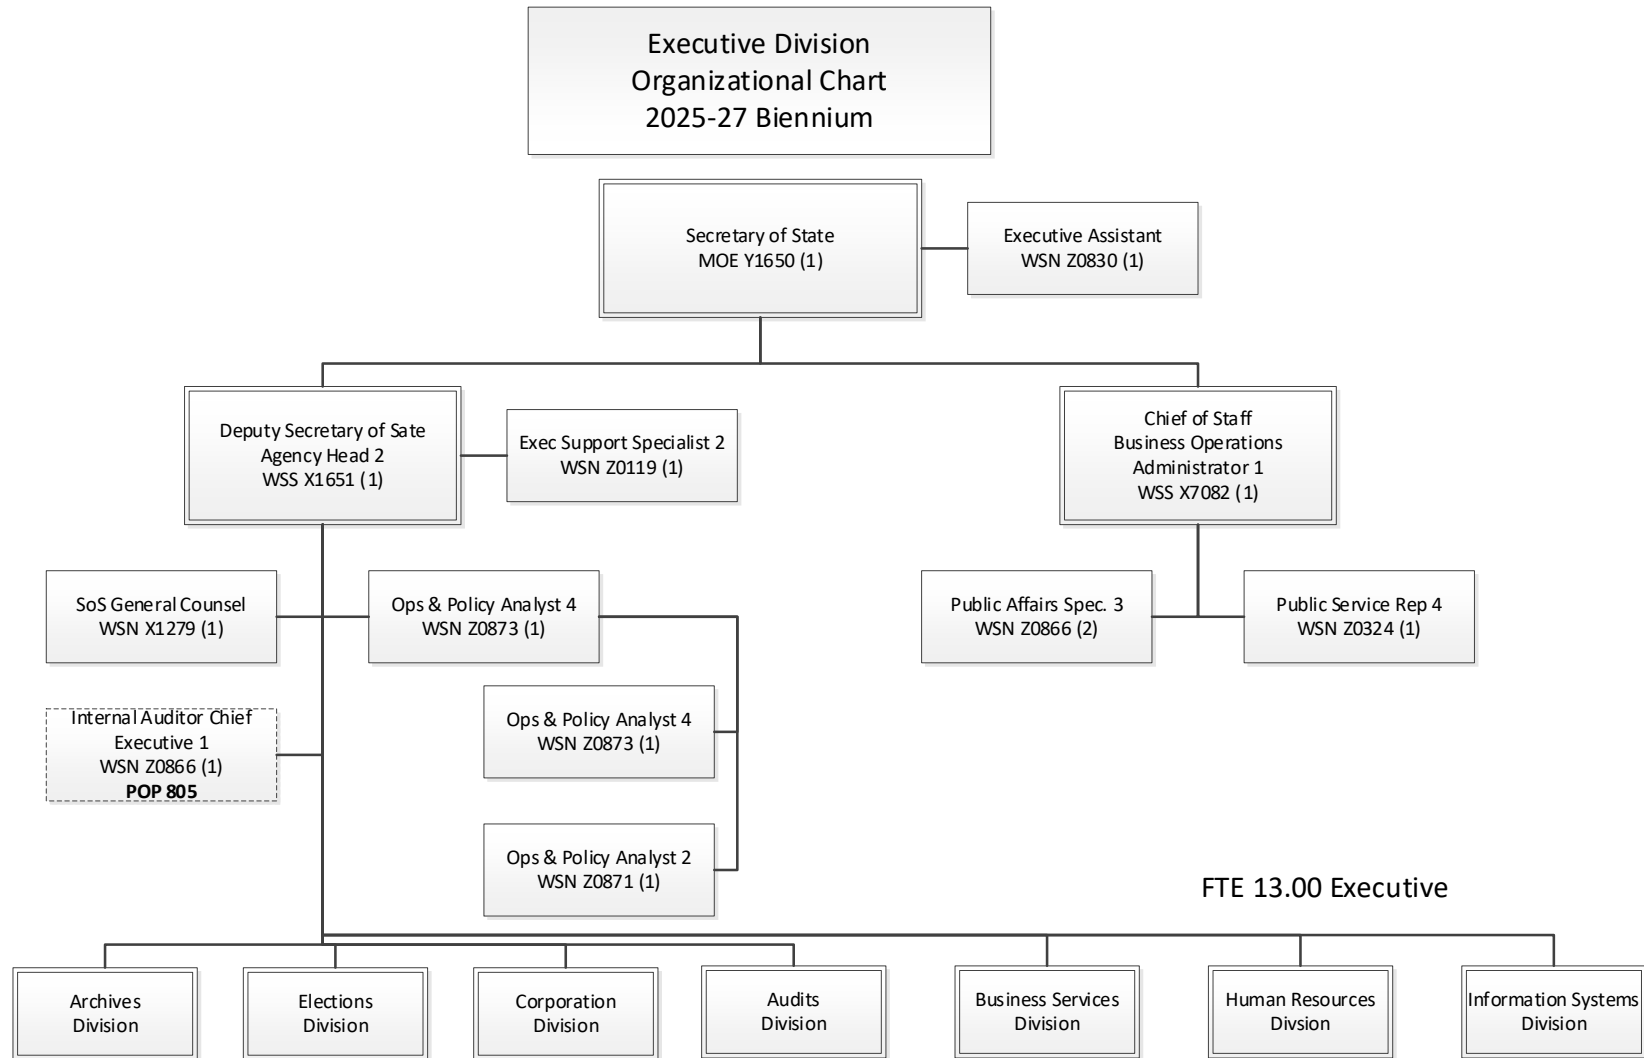 Executive Division
Organizational Chart
2025-27 Biennium
Secretary of State
MOE Y1650 (1)
Executive Assistant
WSN Z0830 (1)
Deputy Secretary of Sate
Agency Head 2
WSS X1651 (1)
Exec Support Specialist 2
WSN Z0119 (1)
Chief of Staff
Business Operations
Administrator 1
WSS X7082 (1)
SoS General Counsel
WSN X1279 (1)
Ops & Policy Analyst 4
WSN Z0873 (1)
Public Affairs Spec. 3
WSN Z0866 (2)
Public Service Rep 4
WSN Z0324 (1)
Internal Auditor Chief
Executive 1
WSN Z0866 (1)
POP 805
Ops & Policy Analyst 4
WSN Z0873 (1)
Ops & Policy Analyst 2
WSN Z0871 (1)
FTE 13.00 Executive
Archives
Division
Elections
Division
Corporation
Division
Audits
Division
Business Services
Division
Human Resources
Divsion
Information Systems
Division